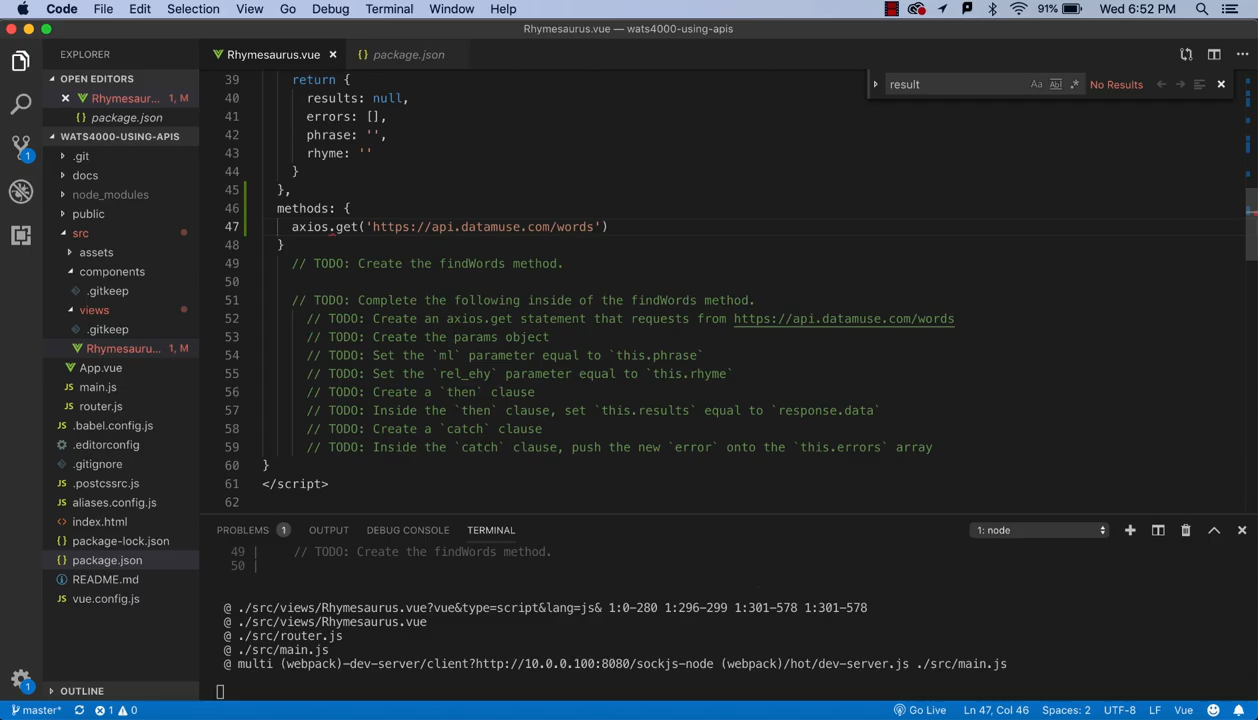 Code File Edit Selection View Go Debug Terminal Window Help 91% Wed 6:52 PM
Rhymesaurus.vue — wats4000-using-apis
EXPLORER
OPEN EDITORS
Rhymesaur... 1, M
package.json
WATS4000-USING-APIS
.git
docs
node_modules
public
src
assets
components
.gitkeep
views
.gitkeep
Rhymesauru... 1, M
App.vue
main.js
router.js
.babel.config.js
.editorconfig
.gitignore
.postcssrc.js
aliases.config.js
index.html
package-lock.json
package.json
README.md
vue.config.js
OUTLINE
1
1
Rhymesaurus.vue package.json
result Aa Abl .* No Results
39 return {
40 results: null,
41 errors: [],
42 phrase: '',
43 rhyme: ''
44 }
45 },
46 methods: {
47 axios.get('https://api.datamuse.com/words')
48 }
49 // TODO: Create the findWords method.
50
51 // TODO: Complete the following inside of the findWords method.
52 // TODO: Create an axios.get statement that requests from https://api.datamuse.com/words
53 // TODO: Create the params object
54 // TODO: Set the `ml` parameter equal to `this.phrase`
55 // TODO: Set the `rel_ehy` parameter equal to `this.rhyme`
56 // TODO: Create a `then` clause
57 // TODO: Inside the `then` clause, set `this.results` equal to `response.data`
58 // TODO: Create a `catch` clause
59 // TODO: Inside the `catch` clause, push the new `error` onto the `this.errors` array
60 }
61 </script>
62
PROBLEMS 1 OUTPUT DEBUG CONSOLE TERMINAL 1: node
49 | // TODO: Create the findWords method.
50 |
@ ./src/views/Rhymesaurus.vue?vue&type=script&lang=js& 1:0-280 1:296-299 1:301-578 1:301-578
@ ./src/views/Rhymesaurus.vue
@ ./src/router.js
@ ./src/main.js
@ multi (webpack)-dev-server/client?http://10.0.0.100:8080/sockjs-node (webpack)/hot/dev-server.js ./src/main.js
master* 1 0 Go Live Ln 47, Col 46 Spaces: 2 UTF-8 LF Vue